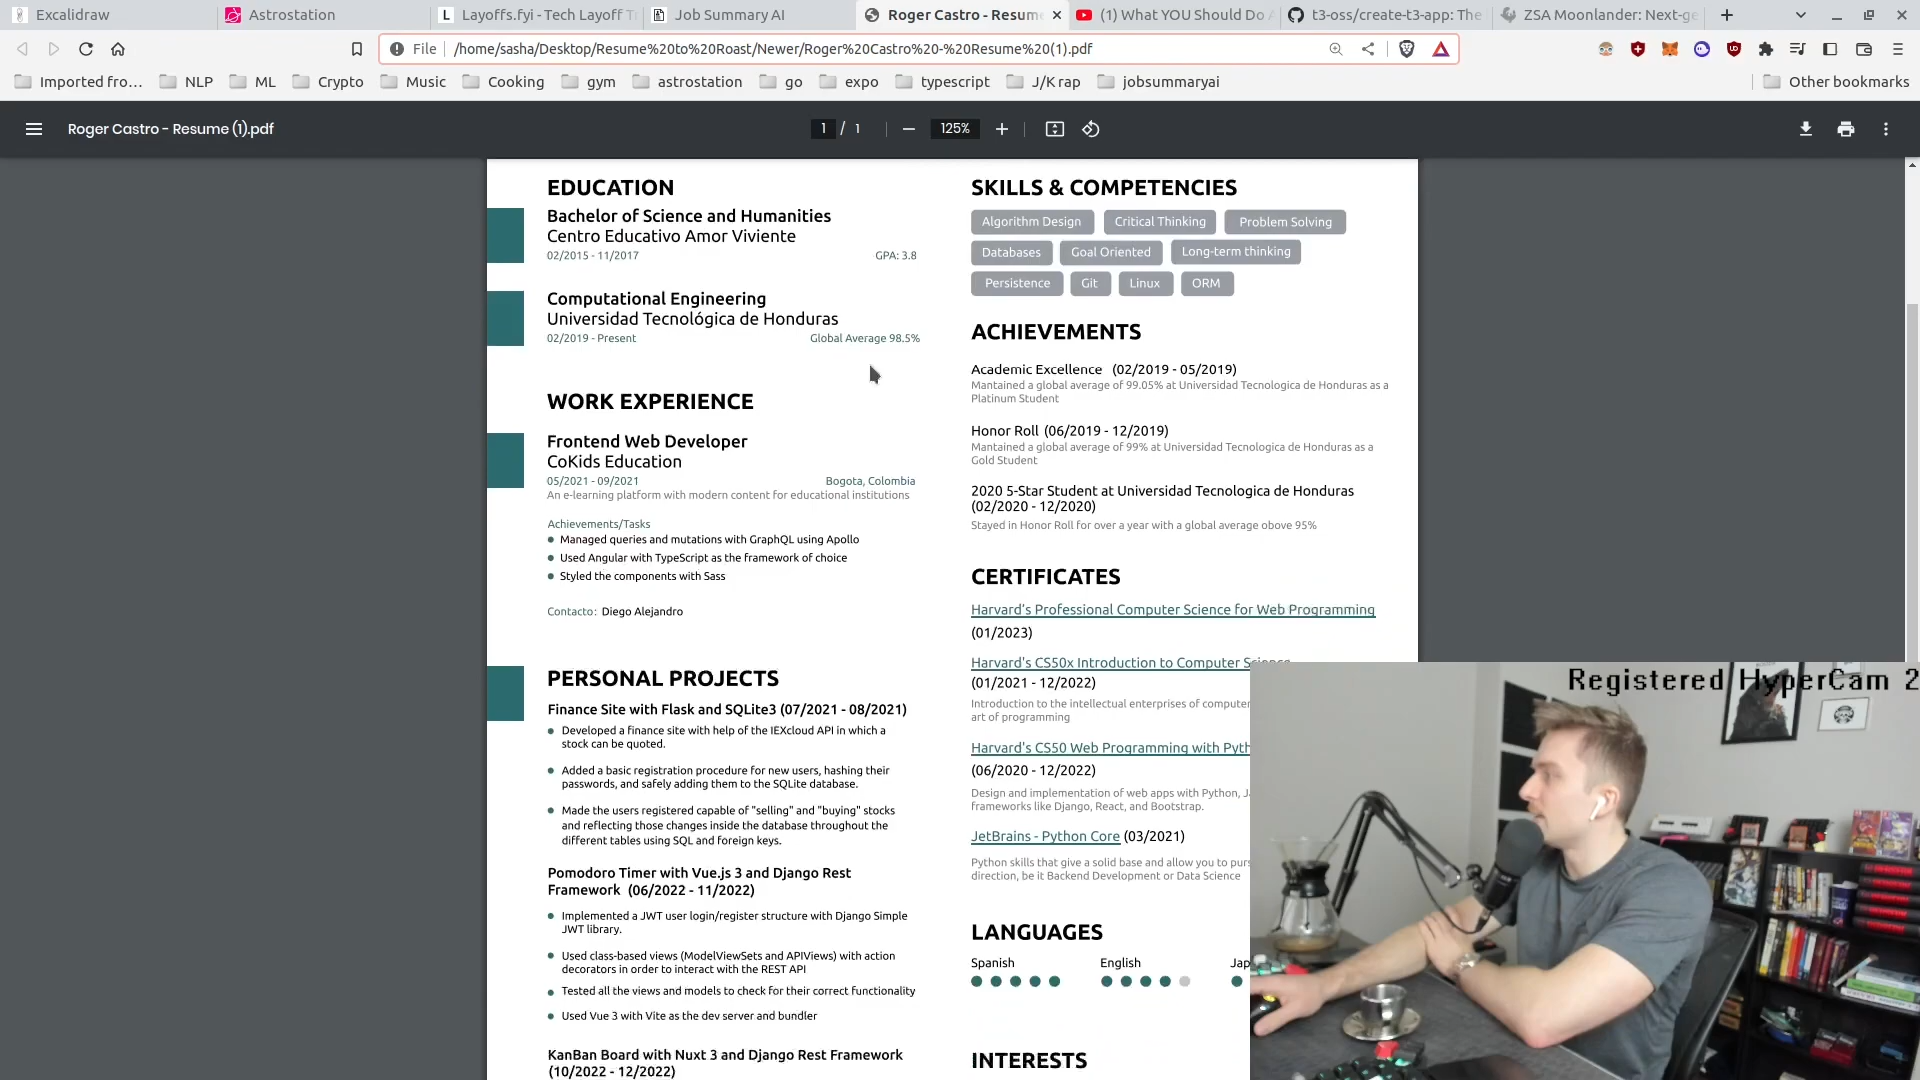 Excalidraw
Astrostation
Layoffs.fyi - Tech Layoff T
Job Summary AI
Roger Castro - Resume
(1) What YOU Should Do A
t3-oss/create-t3-app: The
ZSA Moonlander: Next-ge
File
/home/sasha/Desktop/Resume%20to%20Roast/Newer/Roger%20Castro%20-%20Resume%20(1).pdf
Imported fro…
NLP
ML
Crypto
Music
Cooking
gym
astrostation
go
expo
typescript
J/K rap
jobsummaryai
Other bookmarks
Roger Castro - Resume (1).pdf
1 / 1
125%
EDUCATION
Bachelor of Science and Humanities
Centro Educativo Amor Viviente
02/2015 - 11/2017 GPA: 3.8
Computational Engineering
Universidad Tecnológica de Honduras
02/2019 - Present Global Average 98.5%
WORK EXPERIENCE
Frontend Web Developer
CoKids Education
05/2021 - 09/2021 Bogota, Colombia
An e-learning platform with modern content for educational institutions
Achievements/Tasks
Managed queries and mutations with GraphQL using Apollo
Used Angular with TypeScript as the framework of choice
Styled the components with Sass
Contacto: Diego Alejandro
PERSONAL PROJECTS
Finance Site with Flask and SQLite3 (07/2021 - 08/2021)
Developed a finance site with help of the IEXcloud API in which a
stock can be quoted.
Added a basic registration procedure for new users, hashing their
passwords, and safely adding them to the SQLite database.
Made the users registered capable of "selling" and "buying" stocks
and reflecting those changes inside the database throughout the
different tables using SQL and foreign keys.
Pomodoro Timer with Vue.js 3 and Django Rest
Framework (06/2022 - 11/2022)
Implemented a JWT user login/register structure with Django Simple
JWT library.
Used class-based views (ModelViewSets and APIViews) with action
decorators in order to interact with the REST API
Tested all the views and models to check for their correct functionality
Used Vue 3 with Vite as the dev server and bundler
KanBan Board with Nuxt 3 and Django Rest Framework
(10/2022 - 12/2022)
SKILLS & COMPETENCIES
Algorithm Design Critical Thinking Problem Solving
Databases Goal Oriented Long-term thinking
Persistence Git Linux ORM
ACHIEVEMENTS
Academic Excellence (02/2019 - 05/2019)
Mantained a global average of 99.05% at Universidad Tecnologica de Honduras as a
Platinum Student
Honor Roll (06/2019 - 12/2019)
Mantained a global average of 99% at Universidad Tecnologica de Honduras as a
Gold Student
2020 5-Star Student at Universidad Tecnologica de Honduras
(02/2020 - 12/2020)
Stayed in Honor Roll for over a year with a global average obove 95%
CERTIFICATES
Harvard's Professional Computer Science for Web Programming
(01/2023)
Harvard's CS50x Introduction to Computer Science
(01/2021 - 12/2022)
Introduction to the intellectual enterprises of computer
art of programming
Harvard's CS50 Web Programming with Pyth
(06/2020 - 12/2022)
Design and implementation of web apps with Python, J
frameworks like Django, React, and Bootstrap.
JetBrains - Python Core (03/2021)
Python skills that give a solid base and allow you to pur
direction, be it Backend Development or Data Science
LANGUAGES
Spanish English Jap
INTERESTS
Registered HyperCam 2